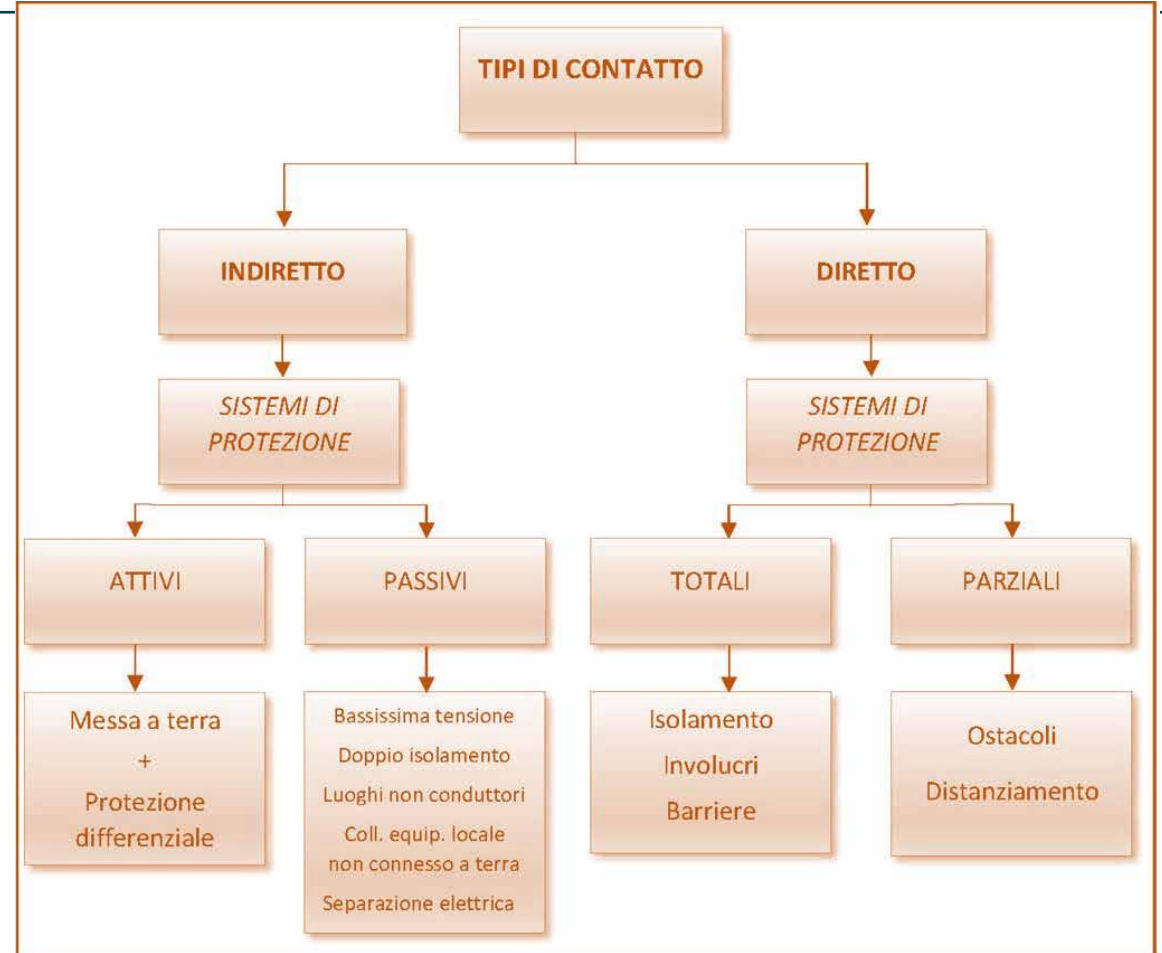 TIPI DI CONTATTO
INDIRETTO
DIRETTO
SISTEMI DI
PROTEZIONE
SISTEMI DI
PROTEZIONE
ATTIVI
PASSIVI
TOTALI
PARZIALI
Messa a terra
+
Protezione
differenziale
Bassissima tensione
Doppio isolamento
Luoghi non conduttori
Coll. equip. locale
non connesso a terra
Separazione elettrica
Isolamento
Involucri
Barriere
Ostacoli
Distanziamento